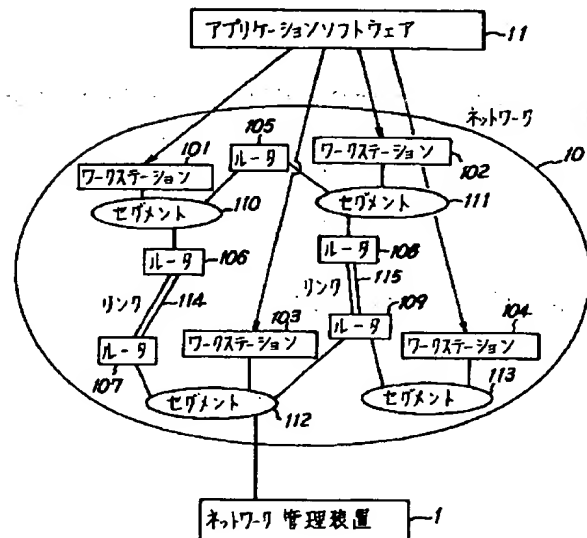 アプリケーションソフトウェア 11
ネットワーク
10
105
ルータ
101
ワークステーション
ワークステーション
102
セグメント
110
セグメント
111
ルータ
106
ルータ
108
リンク
114
リンク
115
109
ルータ
103
ワークステーション
104
ワークステーション
ルータ
107
セグメント
112
セグメント
113
ネットワーク 管理装置 1